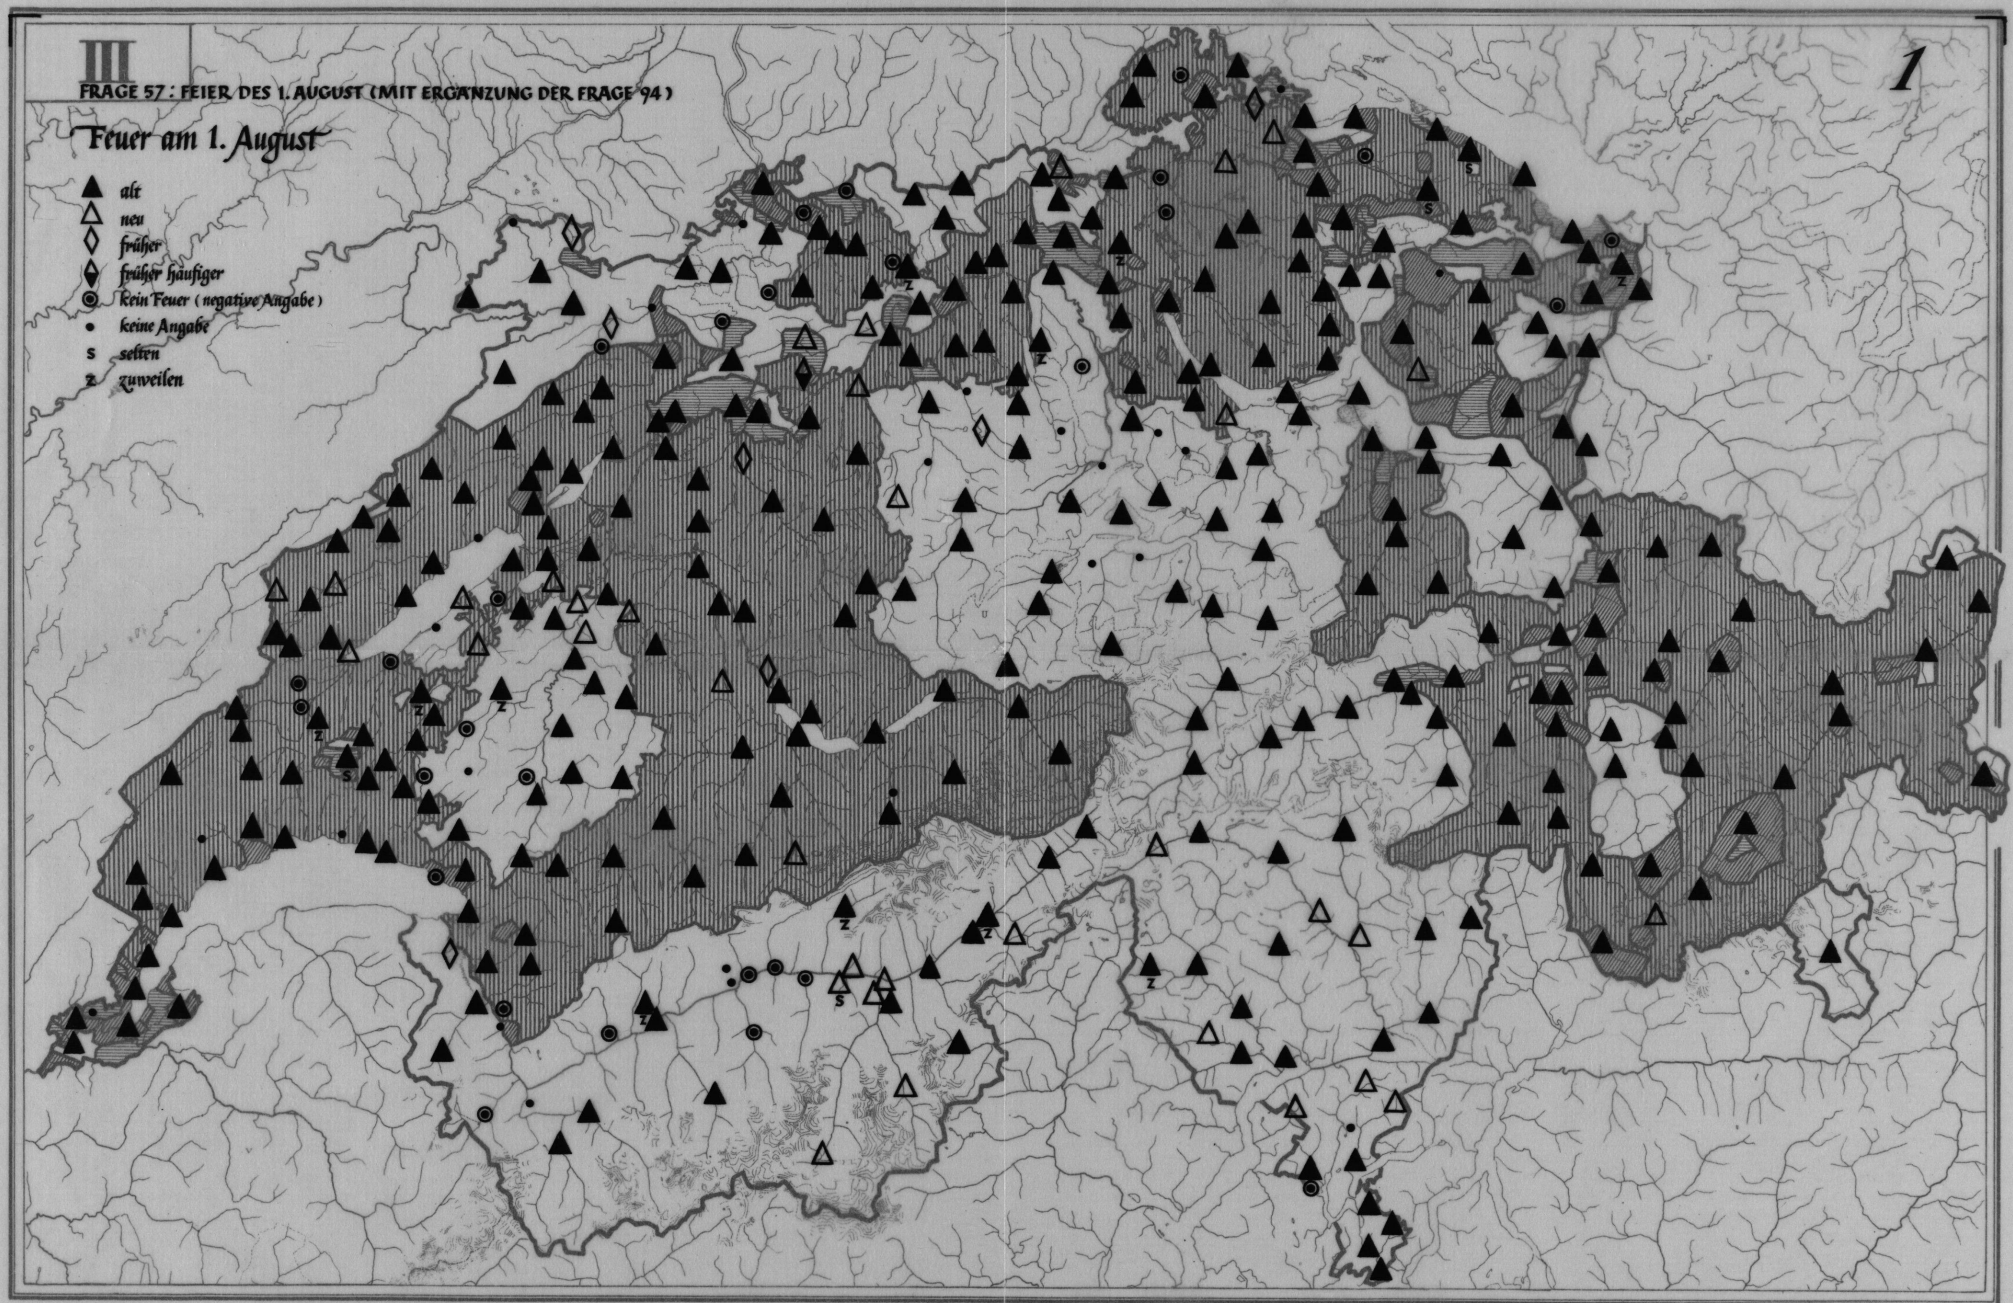 III
1
FRAGE 57: FEIER DES 1. AUGUST (MIT ERGÄNZUNG DER FRAGE 94)
Feuer am 1. August
alt
neu
früher
früher häufiger
kein Feuer (negative Angabe)
keine Angabe
s selten
z zuweilen
z
s
s
z
z
z
z
z
z
s
z
z
s
z
z